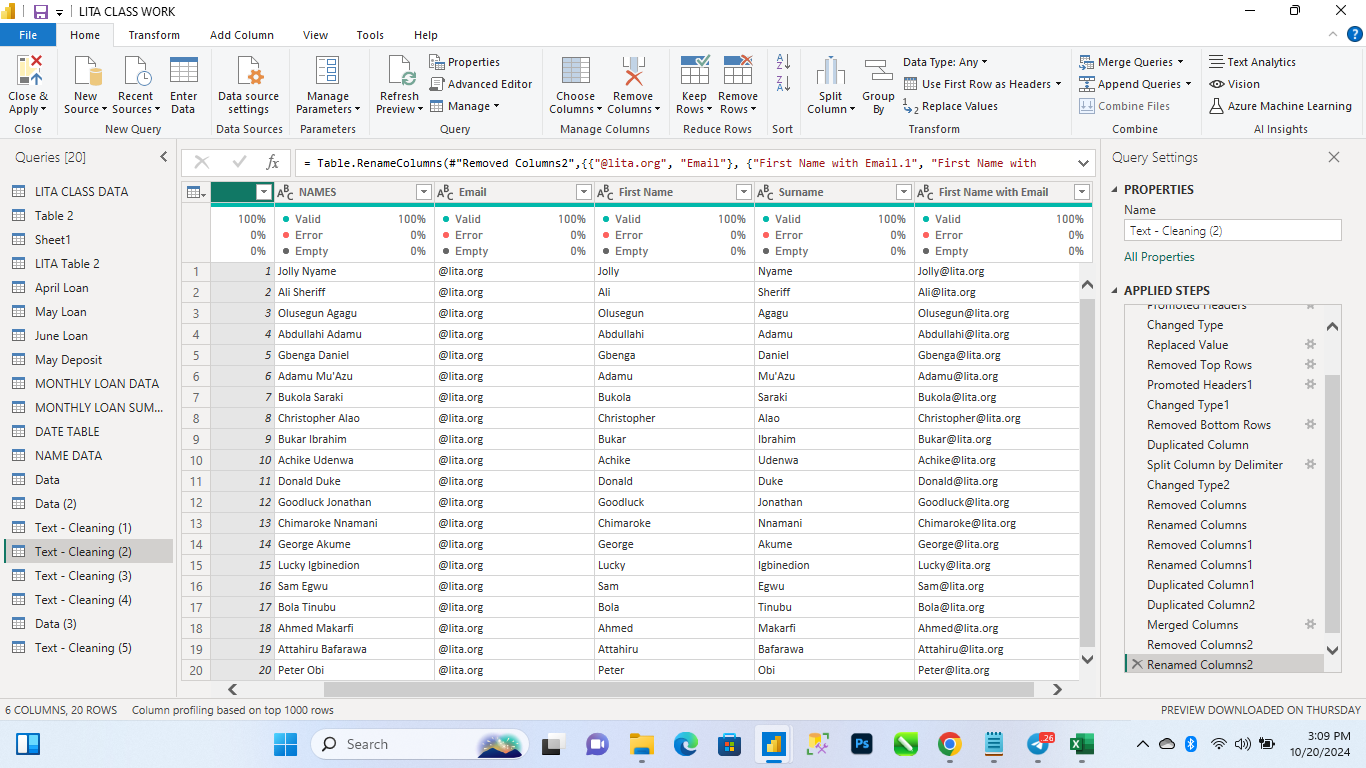 LITA CLASS WORK
File Home Transform Add Column View Tools Help
Close & Apply
Close
New Source
Recent Sources
Enter Data
New Query
Data source settings
Data Sources
Manage Parameters
Parameters
Refresh Preview
Properties
Advanced Editor
Manage
Query
Choose Columns
Remove Columns
Manage Columns
Keep Rows
Remove Rows
Reduce Rows
A Z
Z A
Sort
Split Column
Group By
Data Type: Any
Use First Row as Headers
1 2 Replace Values
Transform
Merge Queries
Append Queries
Combine Files
Combine
Text Analytics
Vision
Azure Machine Learning
AI Insights
?
Queries [20]
LITA CLASS DATA
Table 2
Sheet1
LITA Table 2
April Loan
May Loan
June Loan
May Deposit
MONTHLY LOAN DATA
MONTHLY LOAN SUM...
DATE TABLE
NAME DATA
Data
Data (2)
Text - Cleaning (1)
Text - Cleaning (2)
Text - Cleaning (3)
Text - Cleaning (4)
Data (3)
Text - Cleaning (5)
fx
= Table.RenameColumns(#"Removed Columns2",{{"@lita.org", "Email"}, {"First Name with Email.1", "First Name with
ABC NAMES ABC Email ABC First Name ABC Surname ABC First Name with Email
100% Valid 100% Valid 100% Valid 100% Valid 100% Valid 100%
0% Error 0% Error 0% Error 0% Error 0% Error 0%
0% Empty 0% Empty 0% Empty 0% Empty 0% Empty 0%
1 1 Jolly Nyame @lita.org Jolly Nyame Jolly@lita.org
2 2 Ali Sheriff @lita.org Ali Sheriff Ali@lita.org
3 3 Olusegun Agagu @lita.org Olusegun Agagu Olusegun@lita.org
4 4 Abdullahi Adamu @lita.org Abdullahi Adamu Abdullahi@lita.org
5 5 Gbenga Daniel @lita.org Gbenga Daniel Gbenga@lita.org
6 6 Adamu Mu'Azu @lita.org Adamu Mu'Azu Adamu@lita.org
7 7 Bukola Saraki @lita.org Bukola Saraki Bukola@lita.org
8 8 Christopher Alao @lita.org Christopher Alao Christopher@lita.org
9 9 Bukar Ibrahim @lita.org Bukar Ibrahim Bukar@lita.org
10 10 Achike Udenwa @lita.org Achike Udenwa Achike@lita.org
11 11 Donald Duke @lita.org Donald Duke Donald@lita.org
12 12 Goodluck Jonathan @lita.org Goodluck Jonathan Goodluck@lita.org
13 13 Chimaroke Nnamani @lita.org Chimaroke Nnamani Chimaroke@lita.org
14 14 George Akume @lita.org George Akume George@lita.org
15 15 Lucky Igbinedion @lita.org Lucky Igbinedion Lucky@lita.org
16 16 Sam Egwu @lita.org Sam Egwu Sam@lita.org
17 17 Bola Tinubu @lita.org Bola Tinubu Bola@lita.org
18 18 Ahmed Makarfi @lita.org Ahmed Makarfi Ahmed@lita.org
19 19 Attahiru Bafarawa @lita.org Attahiru Bafarawa Attahiru@lita.org
20 20 Peter Obi @lita.org Peter Obi Peter@lita.org
Query Settings
PROPERTIES
Name
Text - Cleaning (2)
All Properties
APPLIED STEPS
Promoted Headers
Changed Type
Replaced Value
Removed Top Rows
Promoted Headers1
Changed Type1
Removed Bottom Rows
Duplicated Column
Split Column by Delimiter
Changed Type2
Removed Columns
Renamed Columns
Removed Columns1
Renamed Columns1
Duplicated Column1
Duplicated Column2
Merged Columns
Removed Columns2
Renamed Columns2
6 COLUMNS, 20 ROWS Column profiling based on top 1000 rows PREVIEW DOWNLOADED ON THURSDAY
Search
Ps
26
3:09 PM
10/20/2024